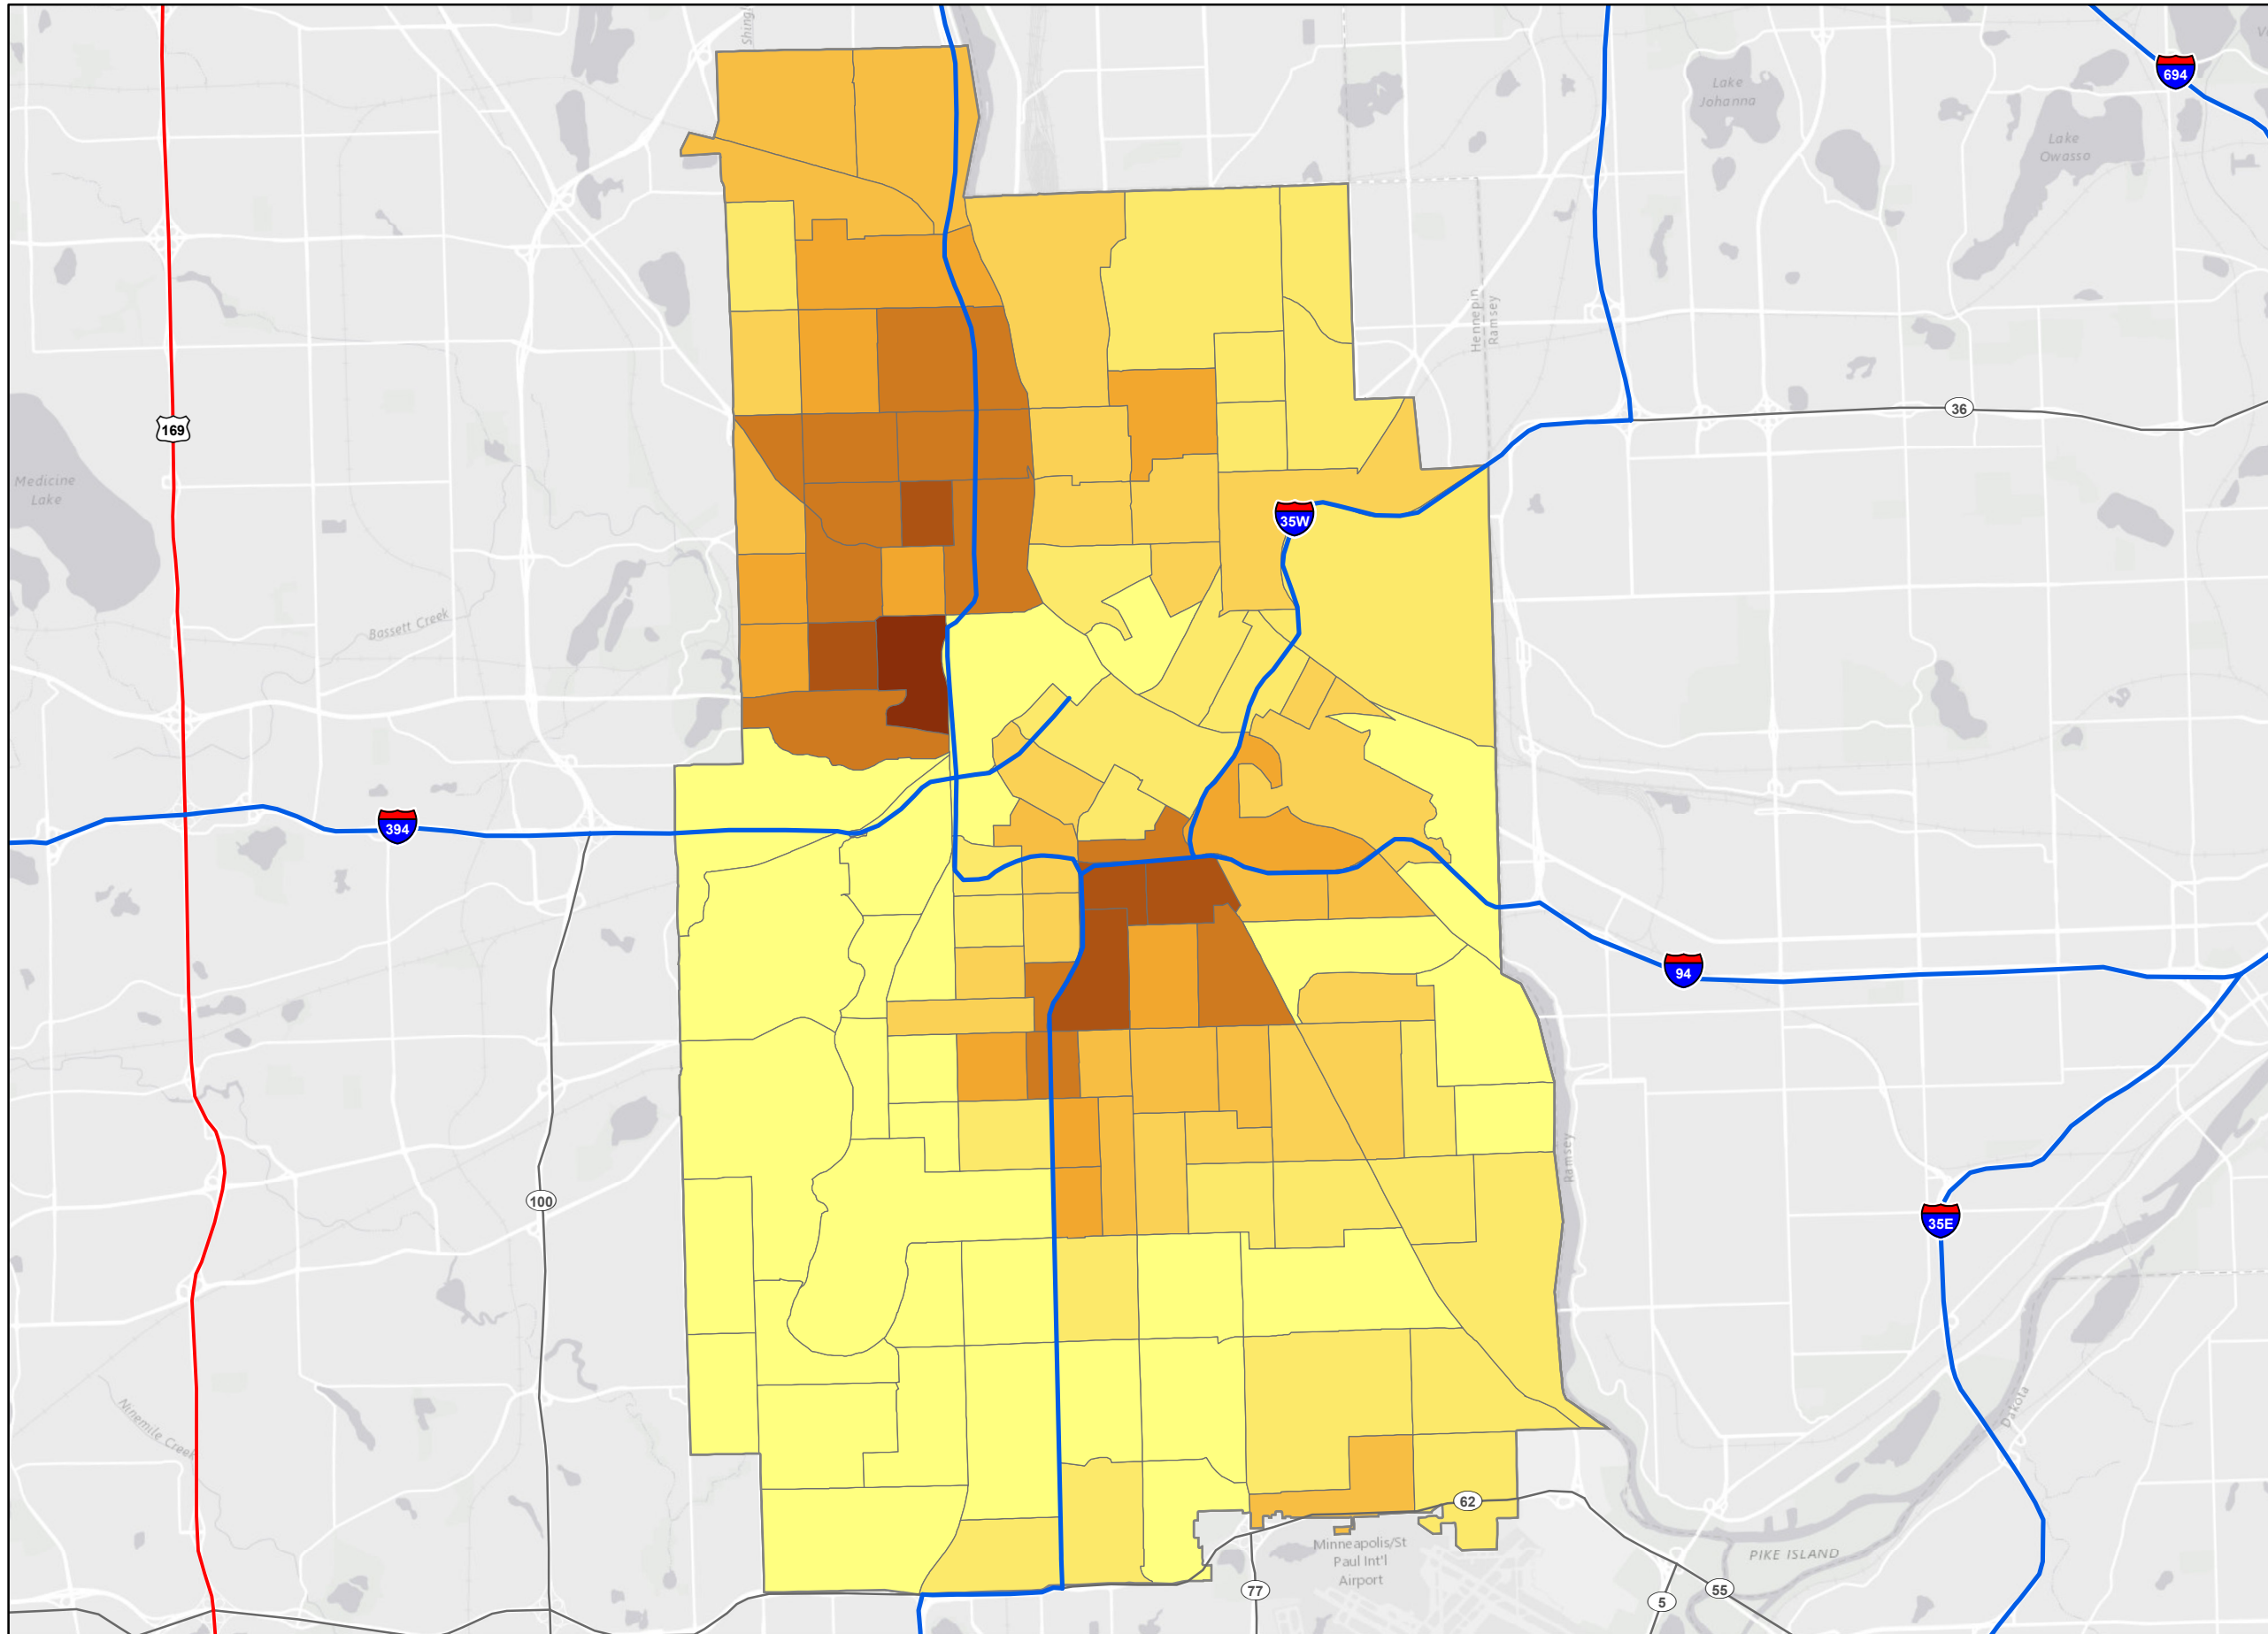 694
Lake
Johanna
Lake
Owasso
Hennepin
Ramsey
36
169
Medicine
Lake
35W
Bassett Creek
394
94
Ramsey
100
35E
Dakota
Ninemile Creek
62
Minneapolis/St
Paul Int'l
Airport
PIKE ISLAND
77
55
5